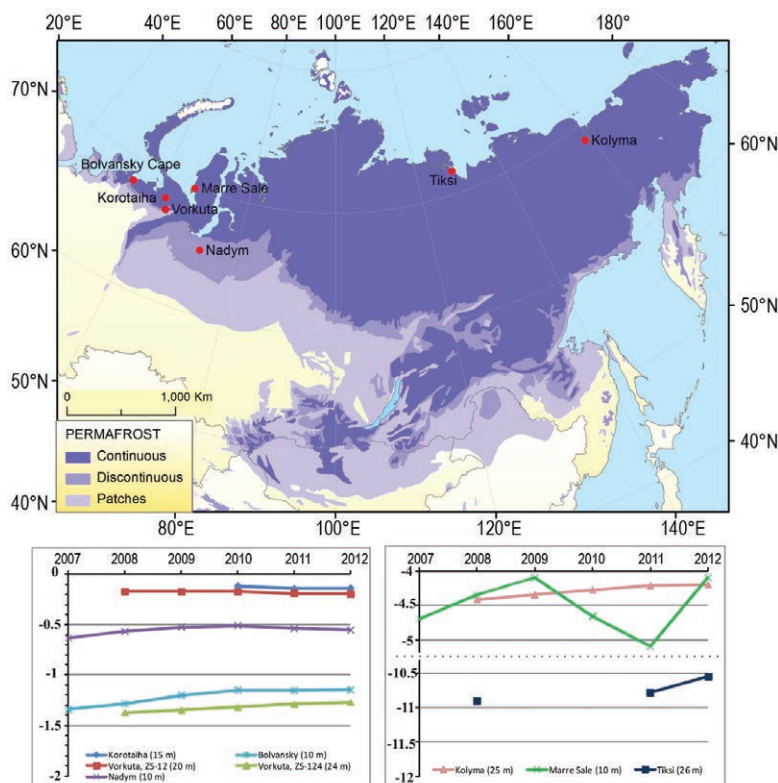 20°E 40°E 60°E 80°E 100°E 120°E 140°E 160°E 180°
70°N
60°N
Bolvansky Cape
Marre Sale
Kolyma
Tiksi
Korotaiha
Vorkuta
60°N
Nadym
50°N
50°N
0 1,000 Km
40°N
PERMAFROST
Continuous
Discontinuous
Patches
40°N
80°E 100°E 120°E 140°E
2007 2008 2009 2010 2011 2012
0
-0.5
-1
-1.5
-2
Korotaiha (15 m) Bolvansky (10 m)
Vorkuta, ZS-12 (20 m) Vorkuta, ZS-124 (24 m)
Nadym (10 m)
2007 2008 2009 2010 2011 2012
-4
-4.5
-5
-10.5
-11
-11.5
-12
Kolyma (25 m) Marre Sale (10 m) Tiksi (26 m)